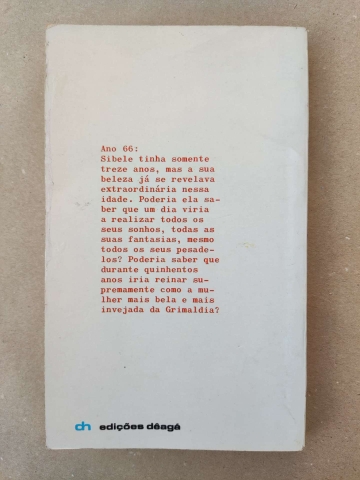 Ano 66:
Sibele tinha somente
treze anos, mas a sua
beleza já se revelava
extraordinária nessa
idade. Poderia ela sa-
ber que um dia viria
a realizar todos os
seus sonhos, todas as
suas fantasias, mesmo
todos os seus pesade-
los? Poderia saber que
durante quinhentos
anos iria reinar su-
premamente como a mu-
lher mais bela e mais
invejada da Grimaldia?
dh edições dêagá